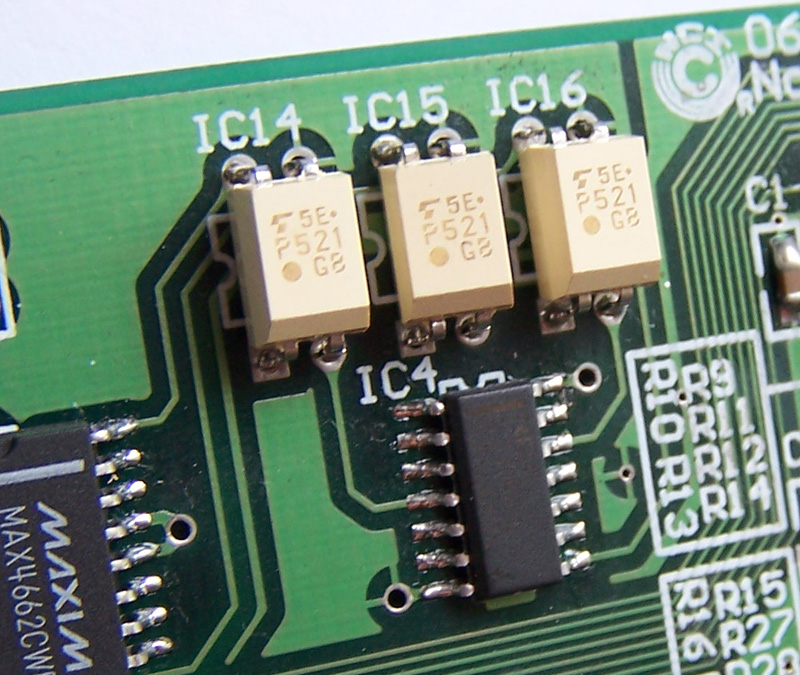 IC14
IC15
IC16
06
5E.
P521
G8
5E.
P521
G8
5E.
P521
G8
C1
IC4
R9
R11
R12
R14
R10
R13
MAXIM
R15
R27
R16